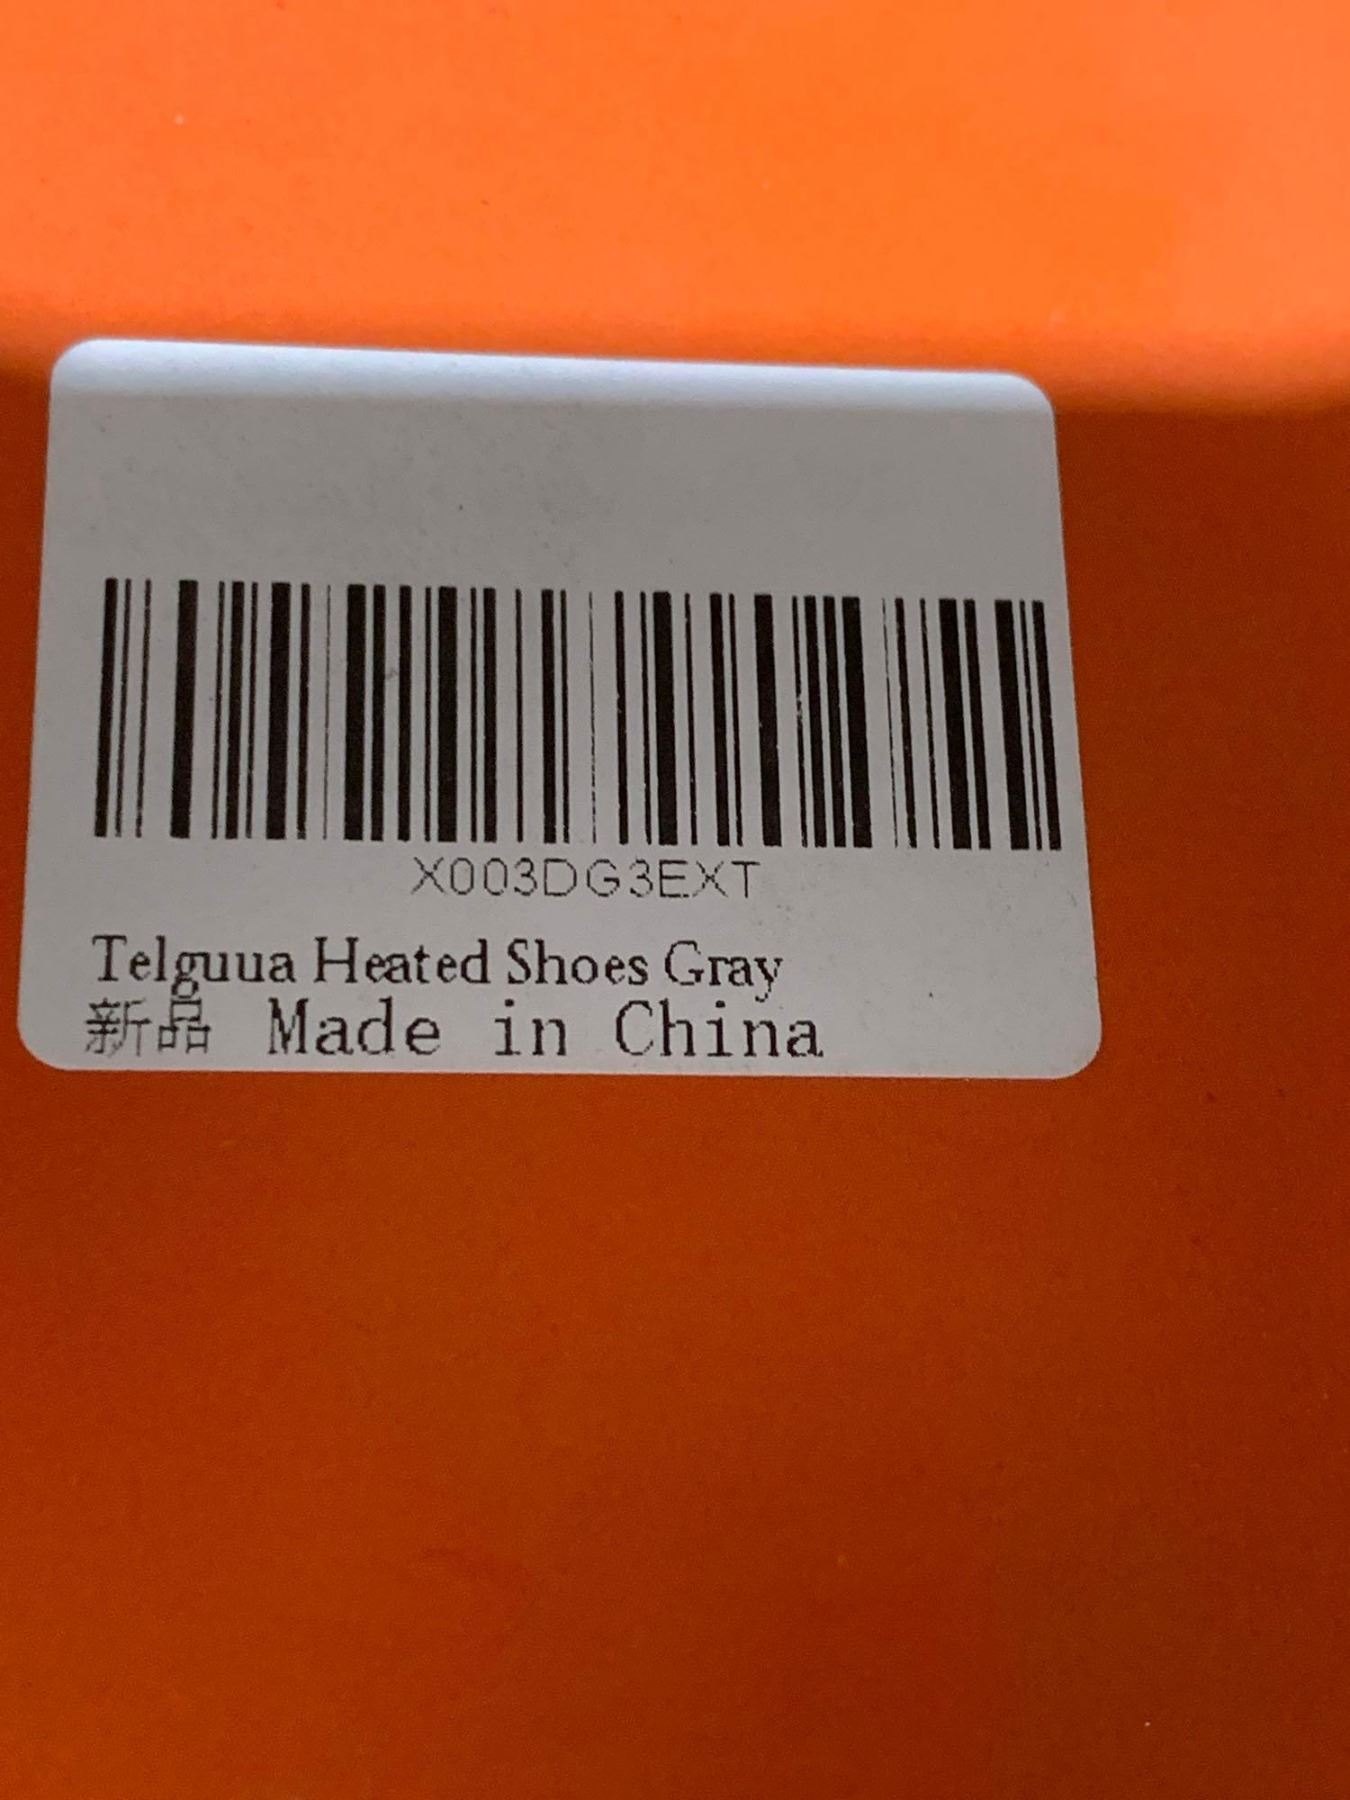 X003DG3EXT
Telguua Heated Shoes Gray
新品 Made in China